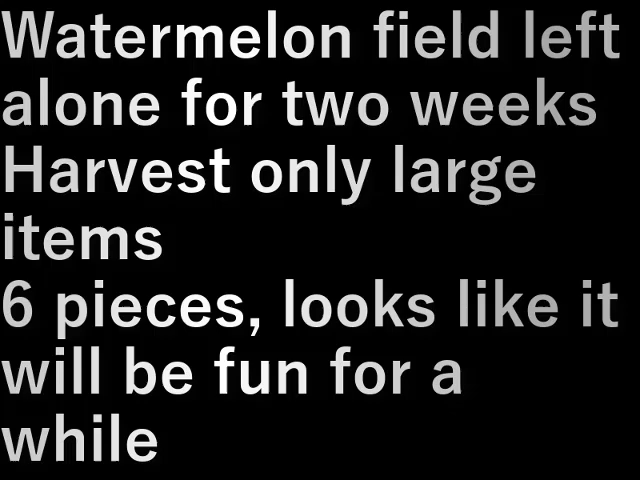 Watermelon field left
alone for two weeks
Harvest only large
items
6 pieces, looks like it
will be fun for a
while